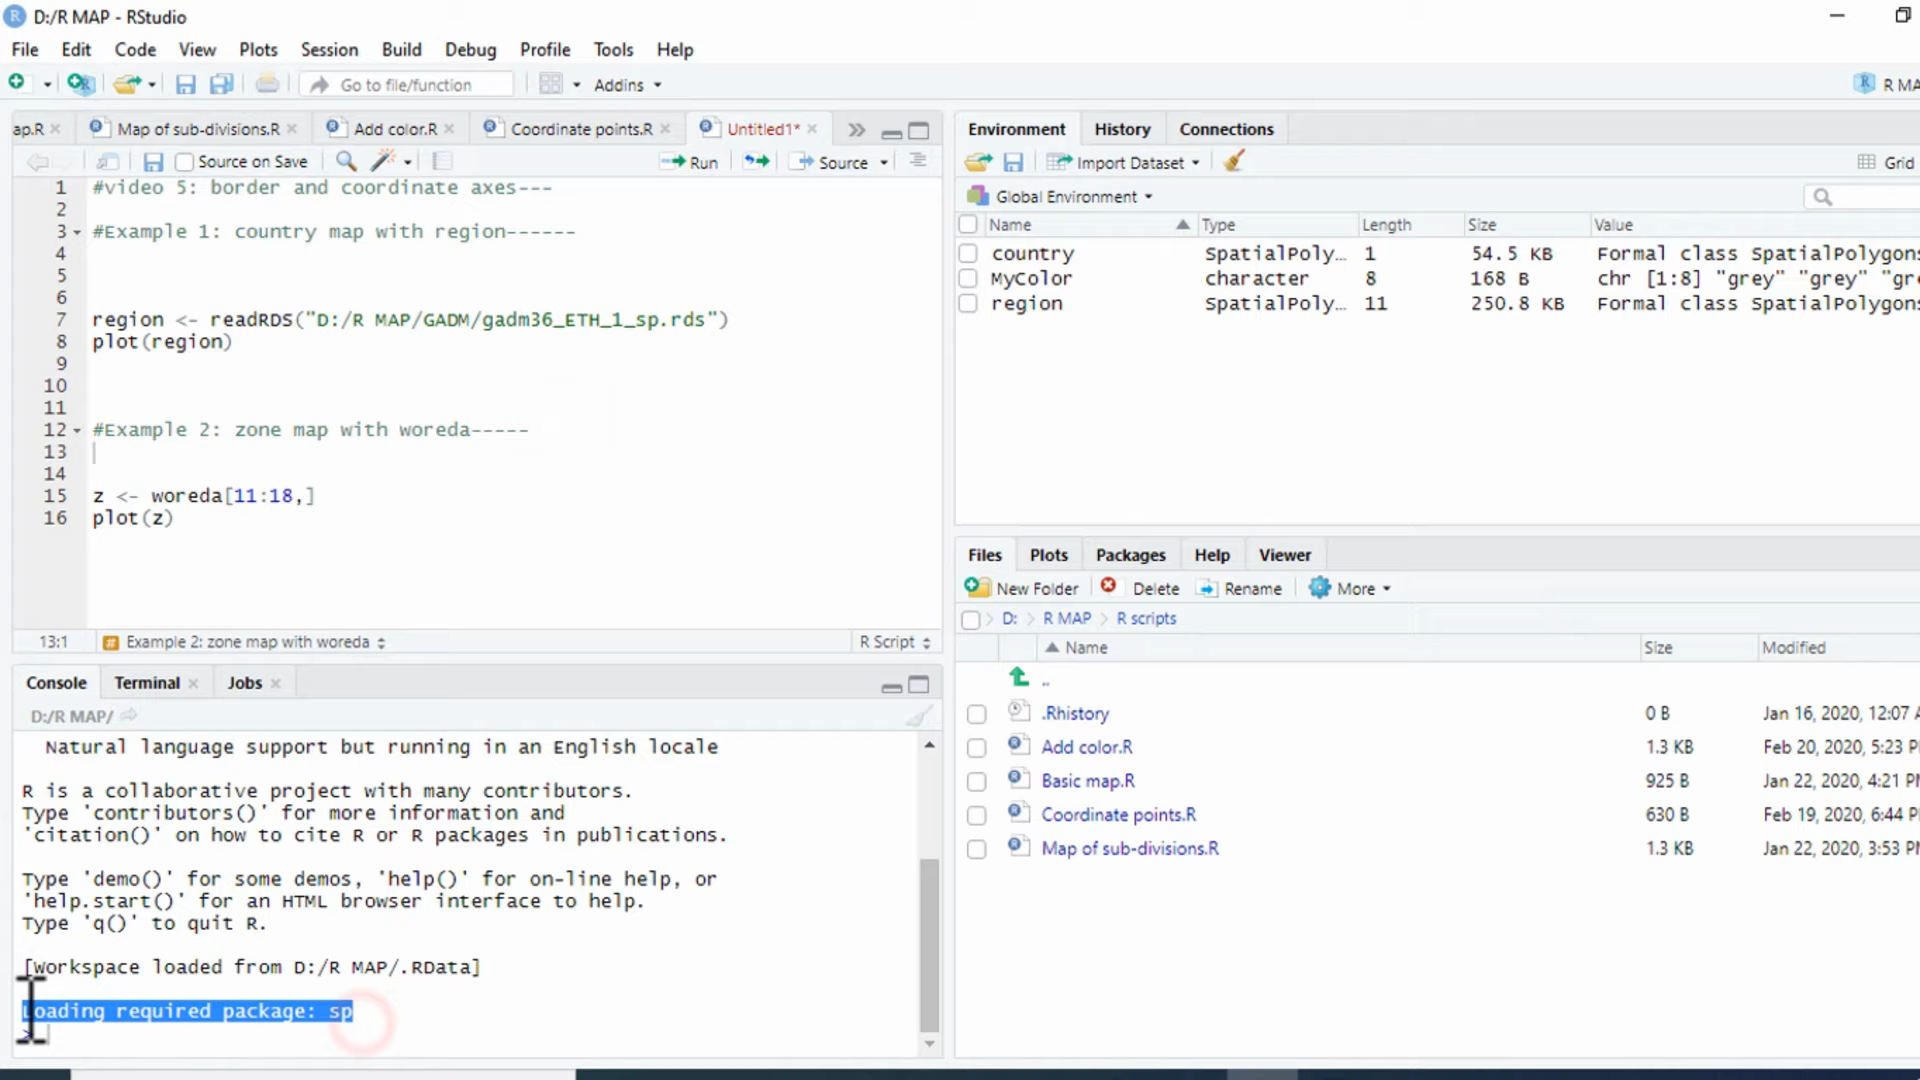 D:/R MAP - RStudio
File Edit Code View Plots Session Build Debug Profile Tools Help
Go to file/function Addins R MA
ap.R Map of sub-divisions.R Add color.R Coordinate points.R Untitled1*
Source on Save Run Source
1 #video 5: border and coordinate axes---
2
3 #Example 1: country map with region------
4
5
6
7 region <- readRDS("D:/R MAP/GADM/gadm36_ETH_1_sp.rds")
8 plot(region)
9
10
11
12 #Example 2: zone map with woreda-----
13
14
15 z <- woreda[11:18,]
16 plot(z)
13:1 # Example 2: zone map with woreda R Script
Console Terminal Jobs
D:/R MAP/
Natural language support but running in an English locale
R is a collaborative project with many contributors.
Type 'contributors()' for more information and
'citation()' on how to cite R or R packages in publications.
Type 'demo()' for some demos, 'help()' for on-line help, or
'help.start()' for an HTML browser interface to help.
Type 'q()' to quit R.
[Workspace loaded from D:/R MAP/.RData]
Loading required package: sp
>
Environment History Connections
Import Dataset Grid
Global Environment
Name Type Length Size Value
country SpatialPoly… 1 54.5 KB Formal class SpatialPolygons
MyColor character 8 168 B chr [1:8] "grey" "grey" "gre
region SpatialPoly… 11 250.8 KB Formal class SpatialPolygons
Files Plots Packages Help Viewer
New Folder Delete Rename More
D: R MAP R scripts
Name Size Modified
..
.Rhistory 0 B Jan 16, 2020, 12:07 A
Add color.R 1.3 KB Feb 20, 2020, 5:23 P
Basic map.R 925 B Jan 22, 2020, 4:21 P
Coordinate points.R 630 B Feb 19, 2020, 6:44 P
Map of sub-divisions.R 1.3 KB Jan 22, 2020, 3:53 P